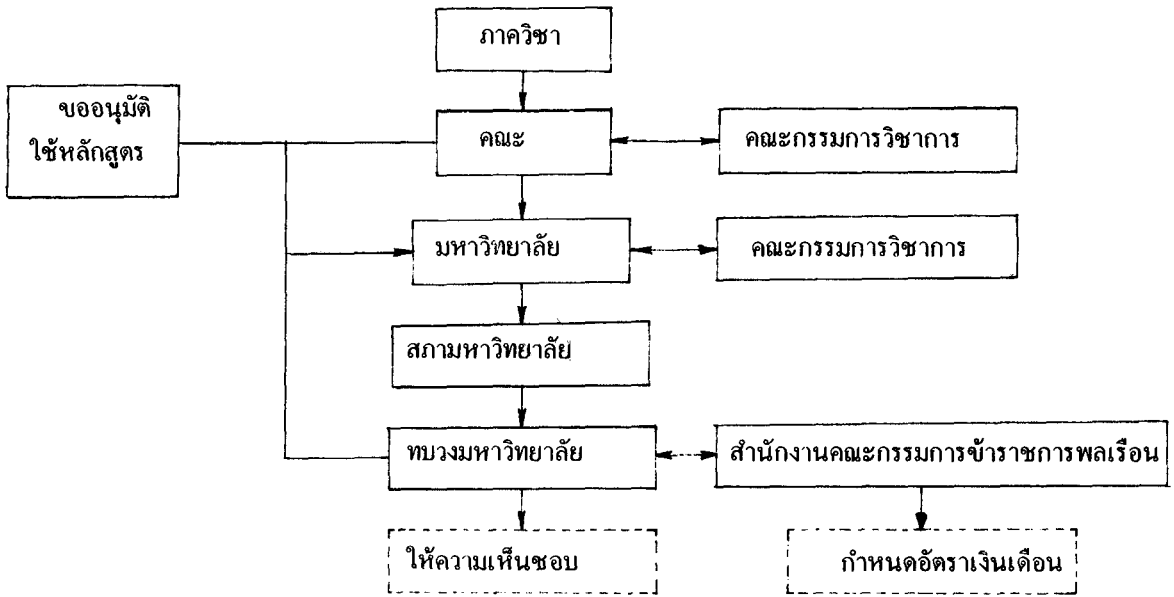 ภาควิชา
ขออนุมัติ
ใช้หลักสูตร
คณะ
คณะกรรมการวิชาการ
มหาวิทยาลัย
คณะกรรมการวิชาการ
สภามหาวิทยาลัย
ทบวงมหาวิทยาลัย
สำนักงานคณะกรรมการข้าราชการพลเรือน
ให้ความเห็นชอบ
กำหนดอัตราเงินเดือน